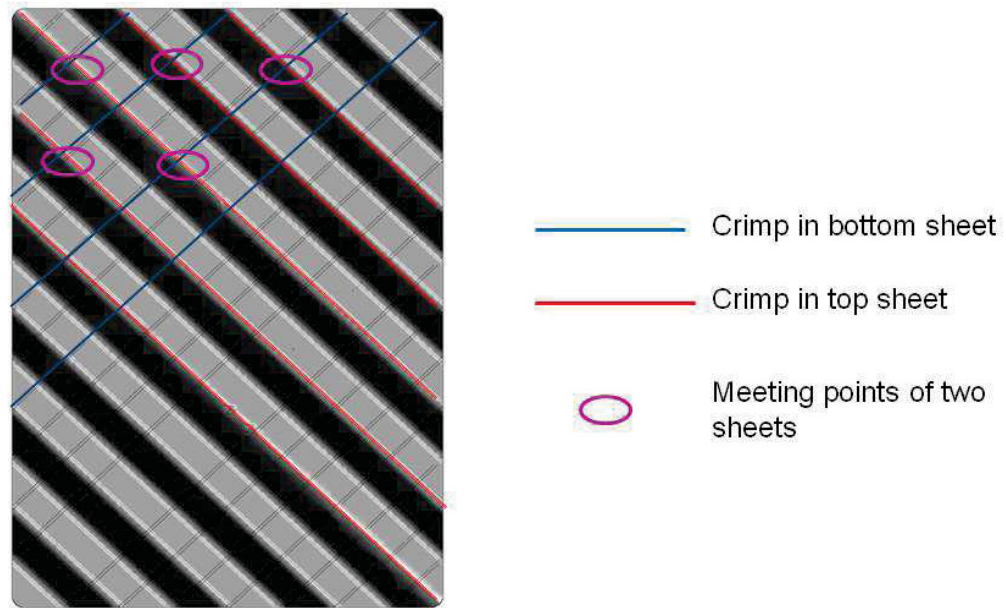 Crimp in bottom sheet
Crimp in top sheet
Meeting points of two
sheets